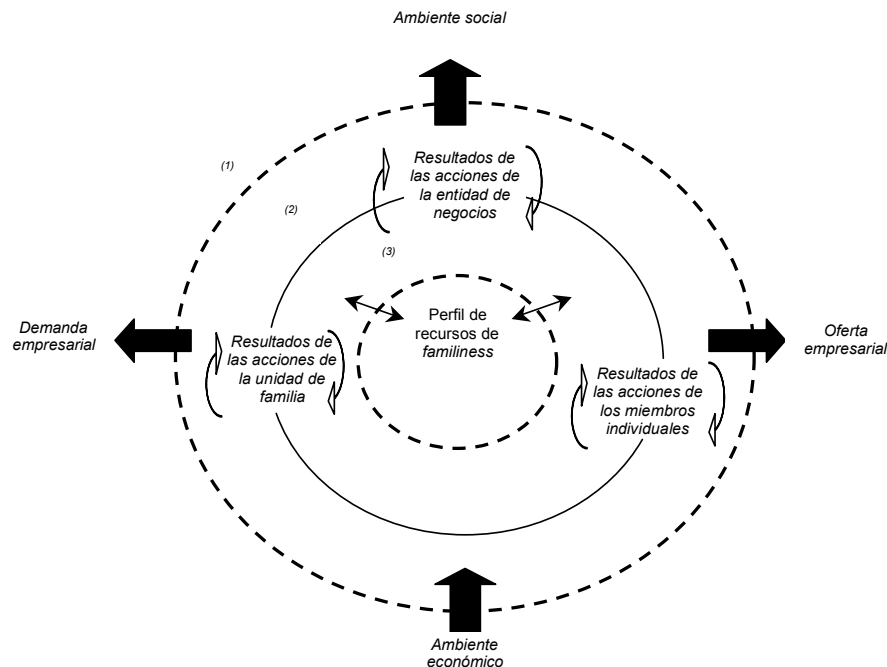 Ambiente social
(1)
Resultados de
las acciones de
la entidad de
negocios
(2)
(3)
Perfil de
recursos de
familiness
Demanda
empresarial
Resultados de
las acciones de
la unidad de
familia
Oferta
empresarial
Resultados de
las acciones de
los miembros
individuales
Ambiente
económico